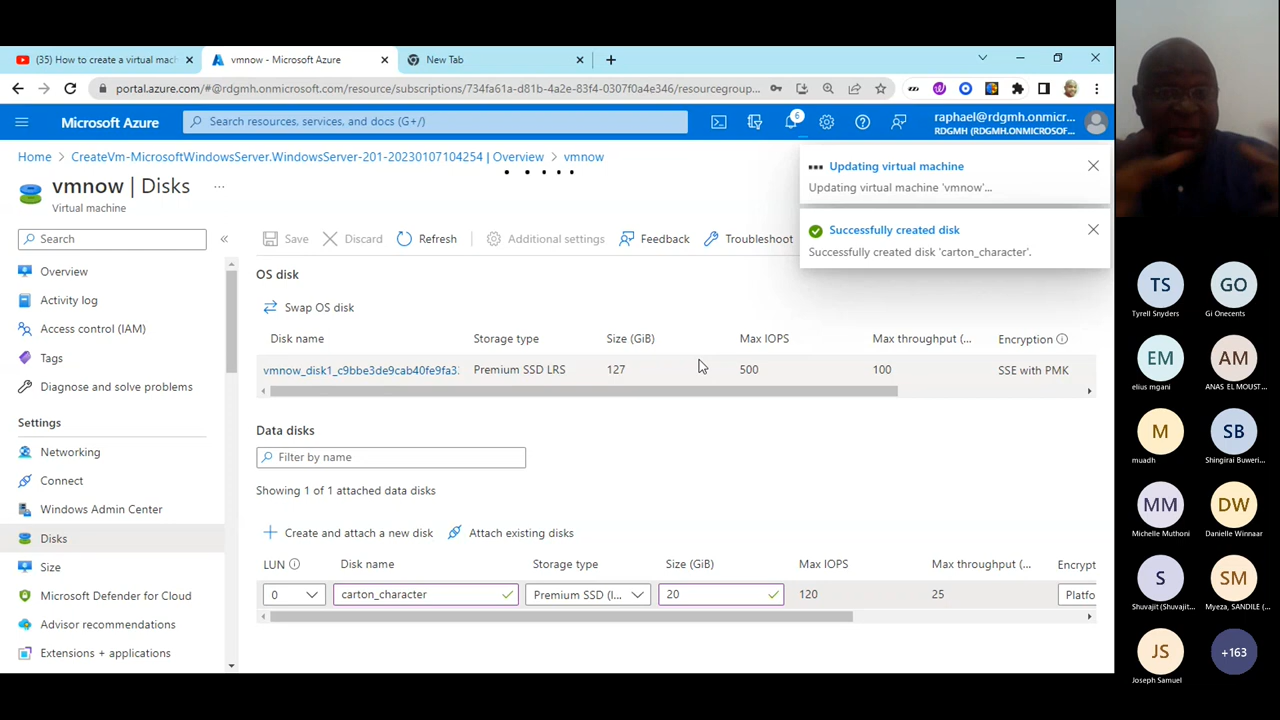 (35) How to create a virtual mac
vmnow - Microsoft Azure
New Tab
portal.azure.com/#@rdgmh.onmicrosoft.com/resource/subscriptions/734fa61a-d81b-4a2e-83f4-0307f0a4e346/resourcegroup...
Microsoft Azure
Search resources, services, docs (G+/)
6
raphael@rdgmh.onmicr...
RDGMH (RDGMH.ONMICROSOF...
Home > CreateVm-MicrosoftWindowsServer.WindowsServer-201-20230107104254 | Overview > vmnow
vmnow | Disks ...
Virtual machine
Updating virtual machine
Updating virtual machine 'vmnow'...
Successfully created disk
Successfully created disk 'carton_character'.
Search
Overview
Activity log
Access control (IAM)
Tags
Diagnose and solve problems
Settings
Networking
Connect
Windows Admin Center
Disks
Size
Microsoft Defender for Cloud
Advisor recommendations
Extensions + applications
Save Discard Refresh Additional settings Feedback Troubleshoot
OS disk
Swap OS disk
Disk name Storage type Size (GiB) Max IOPS Max throughput (... Encryption
vmnow_disk1_c9bbe3de9cab40fe9fa3 Premium SSD LRS 127 500 100 SSE with PMK
Data disks
Filter by name
Showing 1 of 1 attached data disks
Create and attach a new disk Attach existing disks
LUN Disk name Storage type Size (GiB) Max IOPS Max throughput (... Encrypt
0 carton_character Premium SSD (l... 20 120 25 Platfo
TS GO
Tyrell Snyders Gi Onecents
EM AM
elius mgani ANAS EL MOUST...
M SB
muadh Shingirai Buweri...
MM DW
Michelle Muthoni Danielle Winnaar
S SM
Shuvajit (Shuvajit... Myeza, SANDILE (...
JS +163
Joseph Samuel